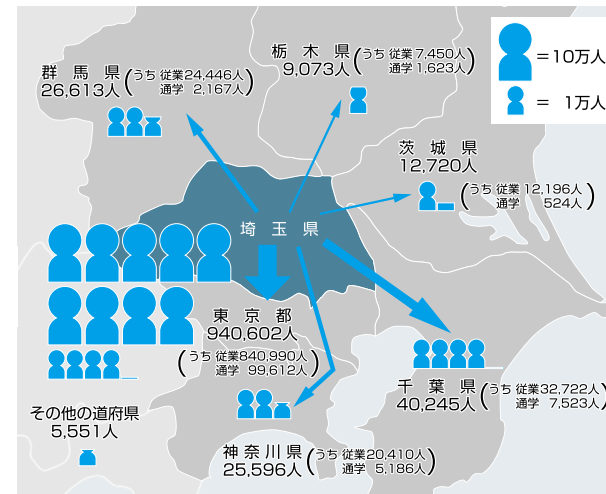 栃木県
9,073人
(うち 従業7,450人
通学 1,623人)
＝10万人
＝ 1万人
群馬県
26,613人
(うち 従業24,446人
通学 2,167人)
茨城県
12,720人
(うち 従業12,196人
通学 524人)
埼玉県
東京都
940,602人
(うち 従業840,990人
通学 99,612人)
千葉県
40,245人
(うち 従業32,722人
通学 7,523人)
その他の道府県
5,551人
神奈川県
25,596人
(うち 従業20,410人
通学 5,186人)